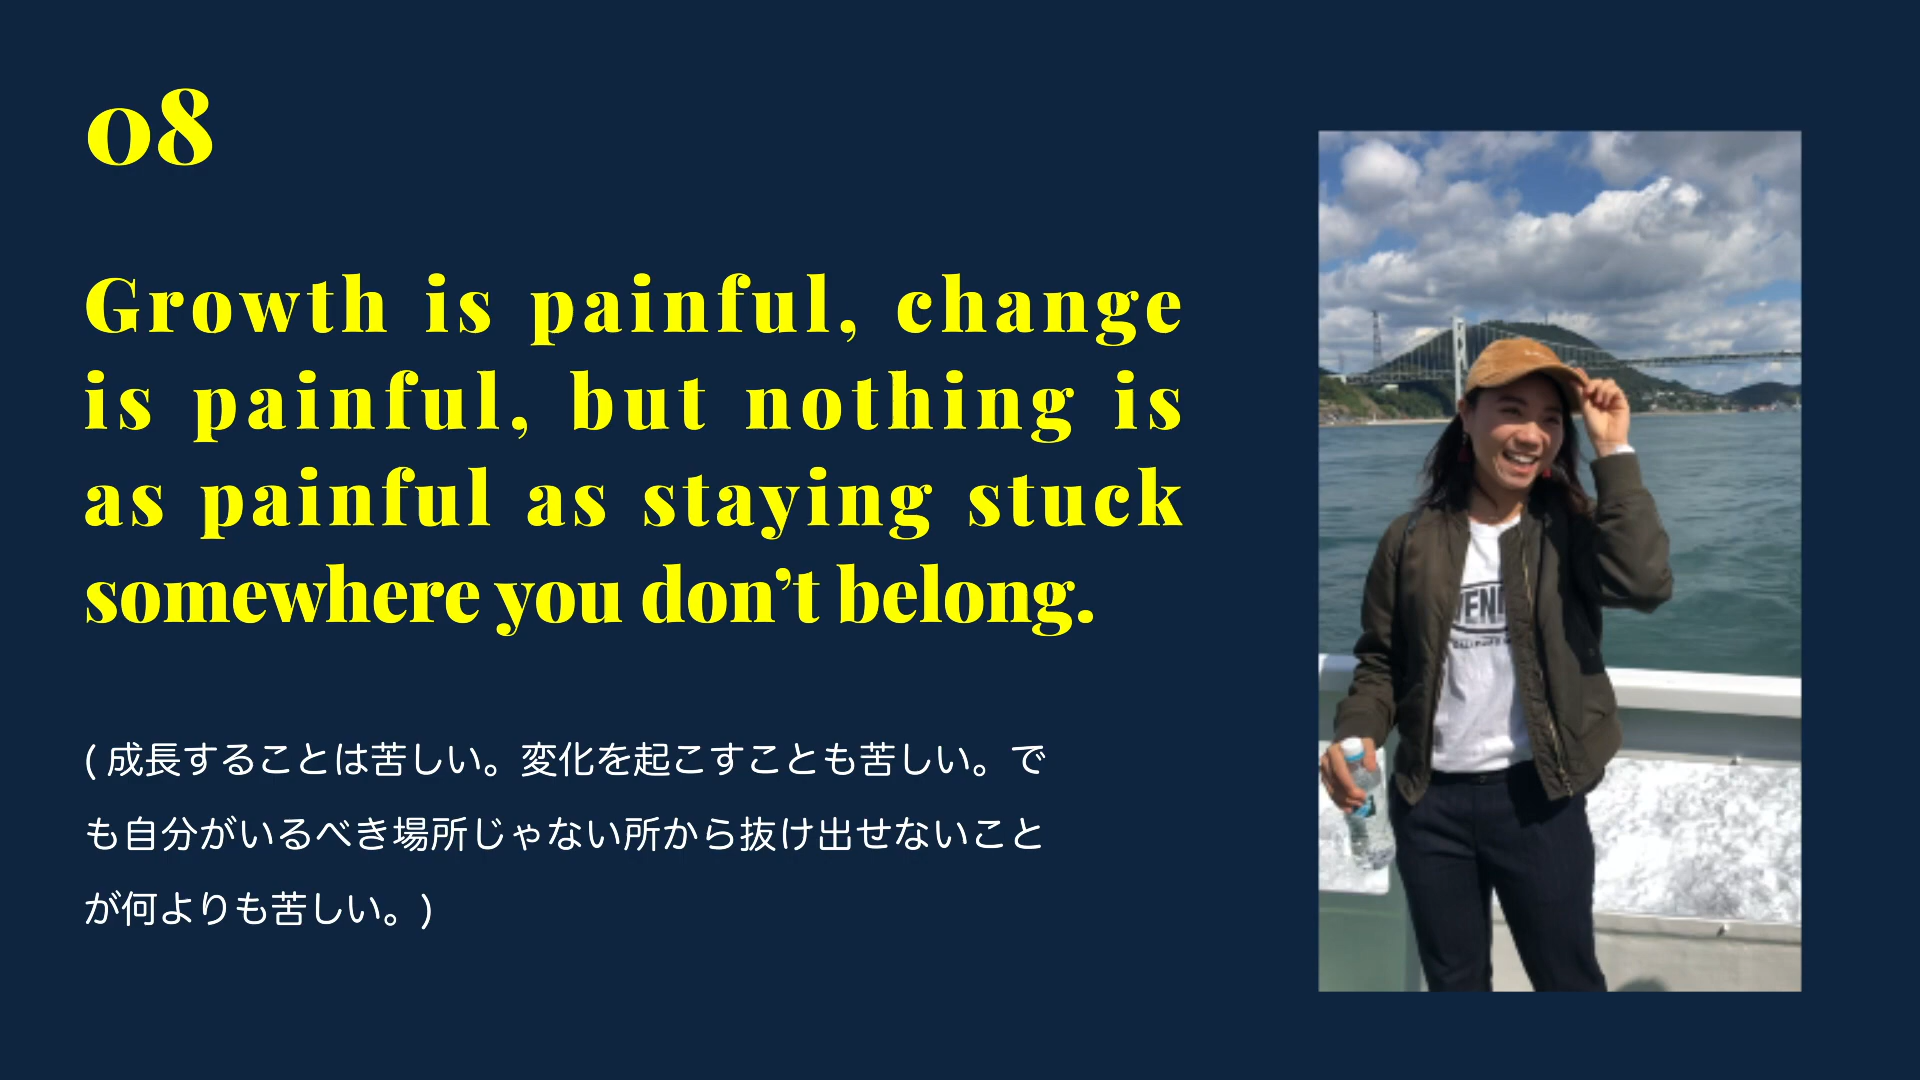 08
Growth is painful, change
is painful, but nothing is
as painful as staying stuck
somewhere you don’t belong.
( 成長することは苦しい。変化を起こすことも苦しい。で
も自分がいるべき場所じゃない所から抜け出せないこと
が何よりも苦しい。)